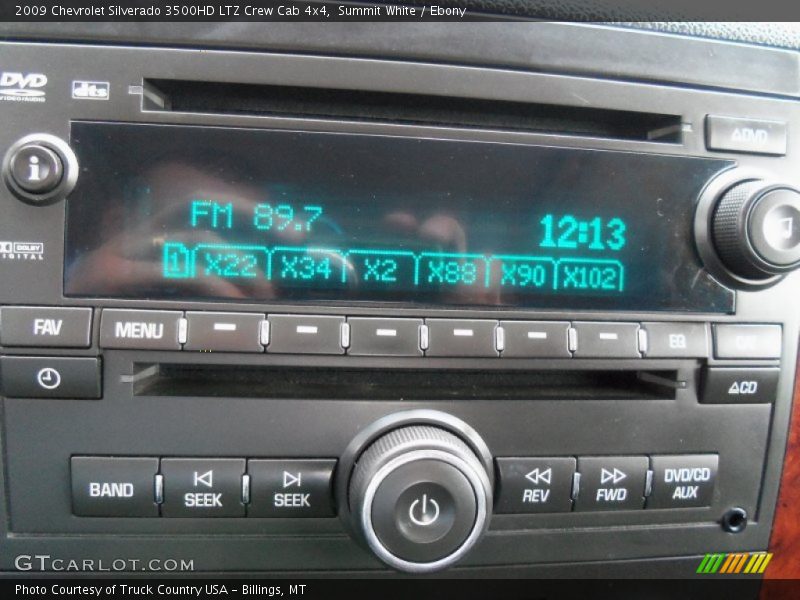 2009 Chevrolet Silverado 3500HD LTZ Crew Cab 4x4, Summit White / Ebony
DVD
VIDEO/AUDIO
dts
DVD
i
FM 89.7
12:13
DOLBY
DIGITAL
1 X22 X34 X2 X88 X90 X102
FAV
MENU
EQ
CAT
CD
BAND
SEEK
SEEK
REV
FWD
DVD/CD
AUX
GTCARLOT.COM
Photo Courtesy of Truck Country USA – Billings, MT